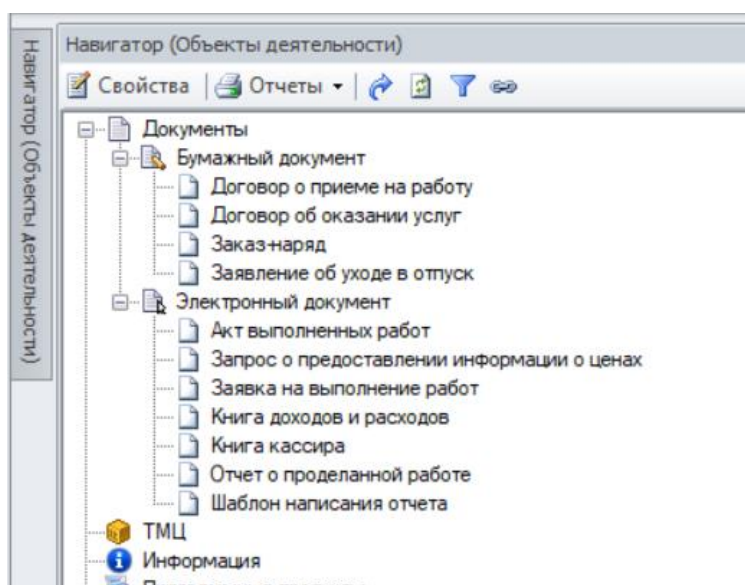 Навигатор (Объекты деятельности)
Навигатор (Объекты деятельности)
Свойства
Отчеты
Документы
Бумажный документ
Договор о приеме на работу
Договор об оказании услуг
Заказ-наряд
Заявление об уходе в отпуск
Электронный документ
Акт выполненных работ
Запрос о предоставлении информации о ценах
Заявка на выполнение работ
Книга доходов и расходов
Книга кассира
Отчет о проделанной работе
Шаблон написания отчета
ТМЦ
Информация